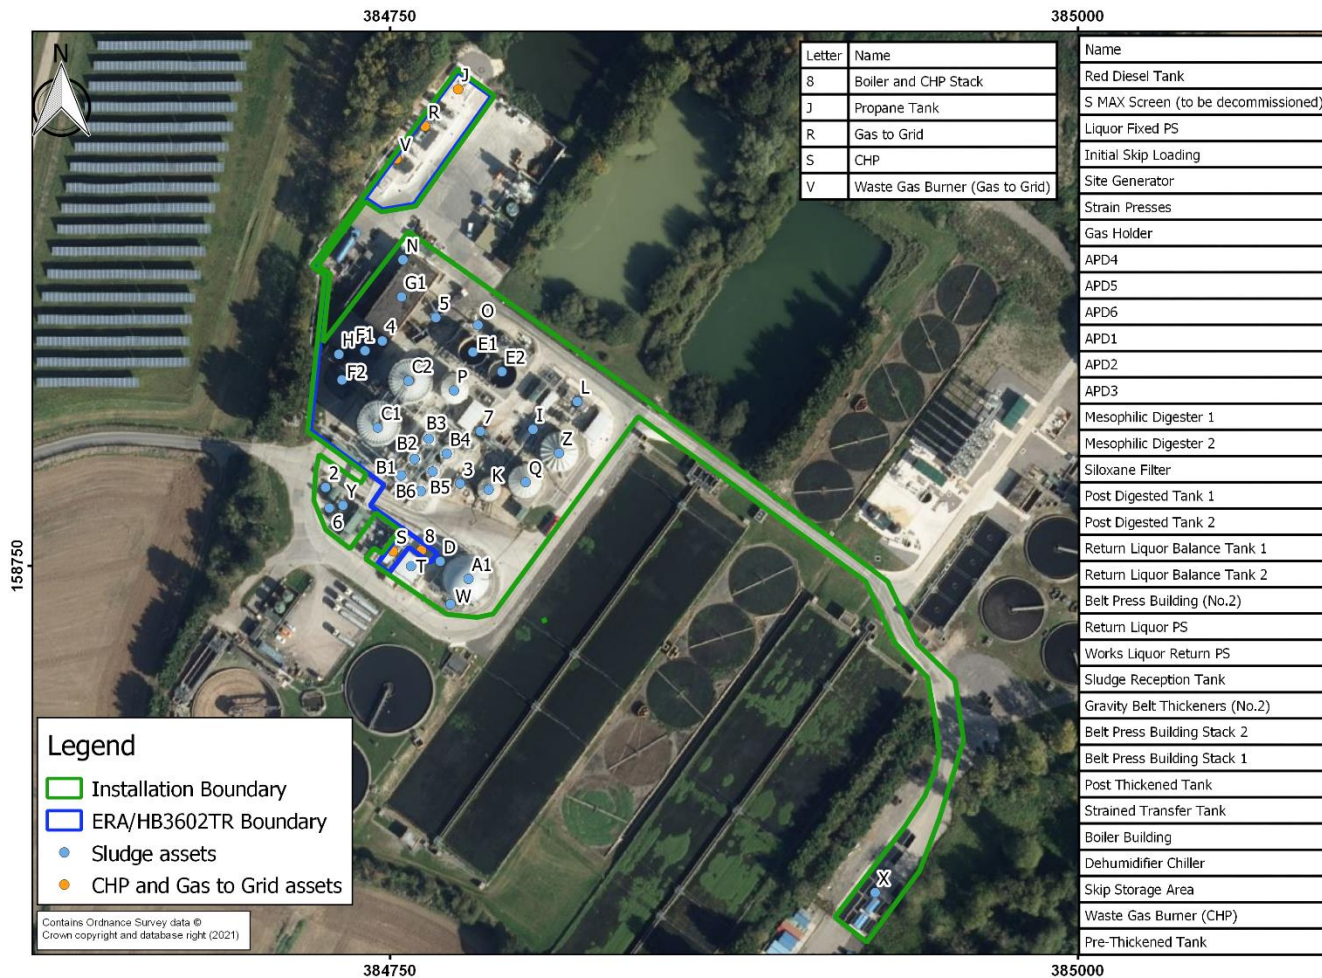 384750
385000
N
Letter Name
8 Boiler and CHP Stack
J Propane Tank
R Gas to Grid
S CHP
V Waste Gas Burner (Gas to Grid)
Name
Red Diesel Tank
S MAX Screen (to be decommissioned)
Liquor Fixed PS
Initial Skip Loading
Site Generator
Strain Presses
Gas Holder
APD4
APD5
APD6
APD1
APD2
APD3
Mesophilic Digester 1
Mesophilic Digester 2
Siloxane Filter
Post Digested Tank 1
Post Digested Tank 2
Return Liquor Balance Tank 1
Return Liquor Balance Tank 2
Belt Press Building (No.2)
Return Liquor PS
Works Liquor Return PS
Sludge Reception Tank
Gravity Belt Thickeners (No.2)
Belt Press Building Stack 2
Belt Press Building Stack 1
Post Thickened Tank
Strained Transfer Tank
Boiler Building
Dehumidifier Chiller
Skip Storage Area
Waste Gas Burner (CHP)
Pre-Thickened Tank
J
R
V
N
G1
5
O
H
F1
4
E1
E2
F2
C2
P
L
C1
7
I
B3
B2
B4
Z
B1
B5
3
K
Q
B6
2
Y
6
S
8
D
T
A1
W
X
158750
158750
Legend
Installation Boundary
ERA/HB3602TR Boundary
Sludge assets
CHP and Gas to Grid assets
Contains Ordnance Survey data ©
Crown copyright and database right (2021)
384750
385000